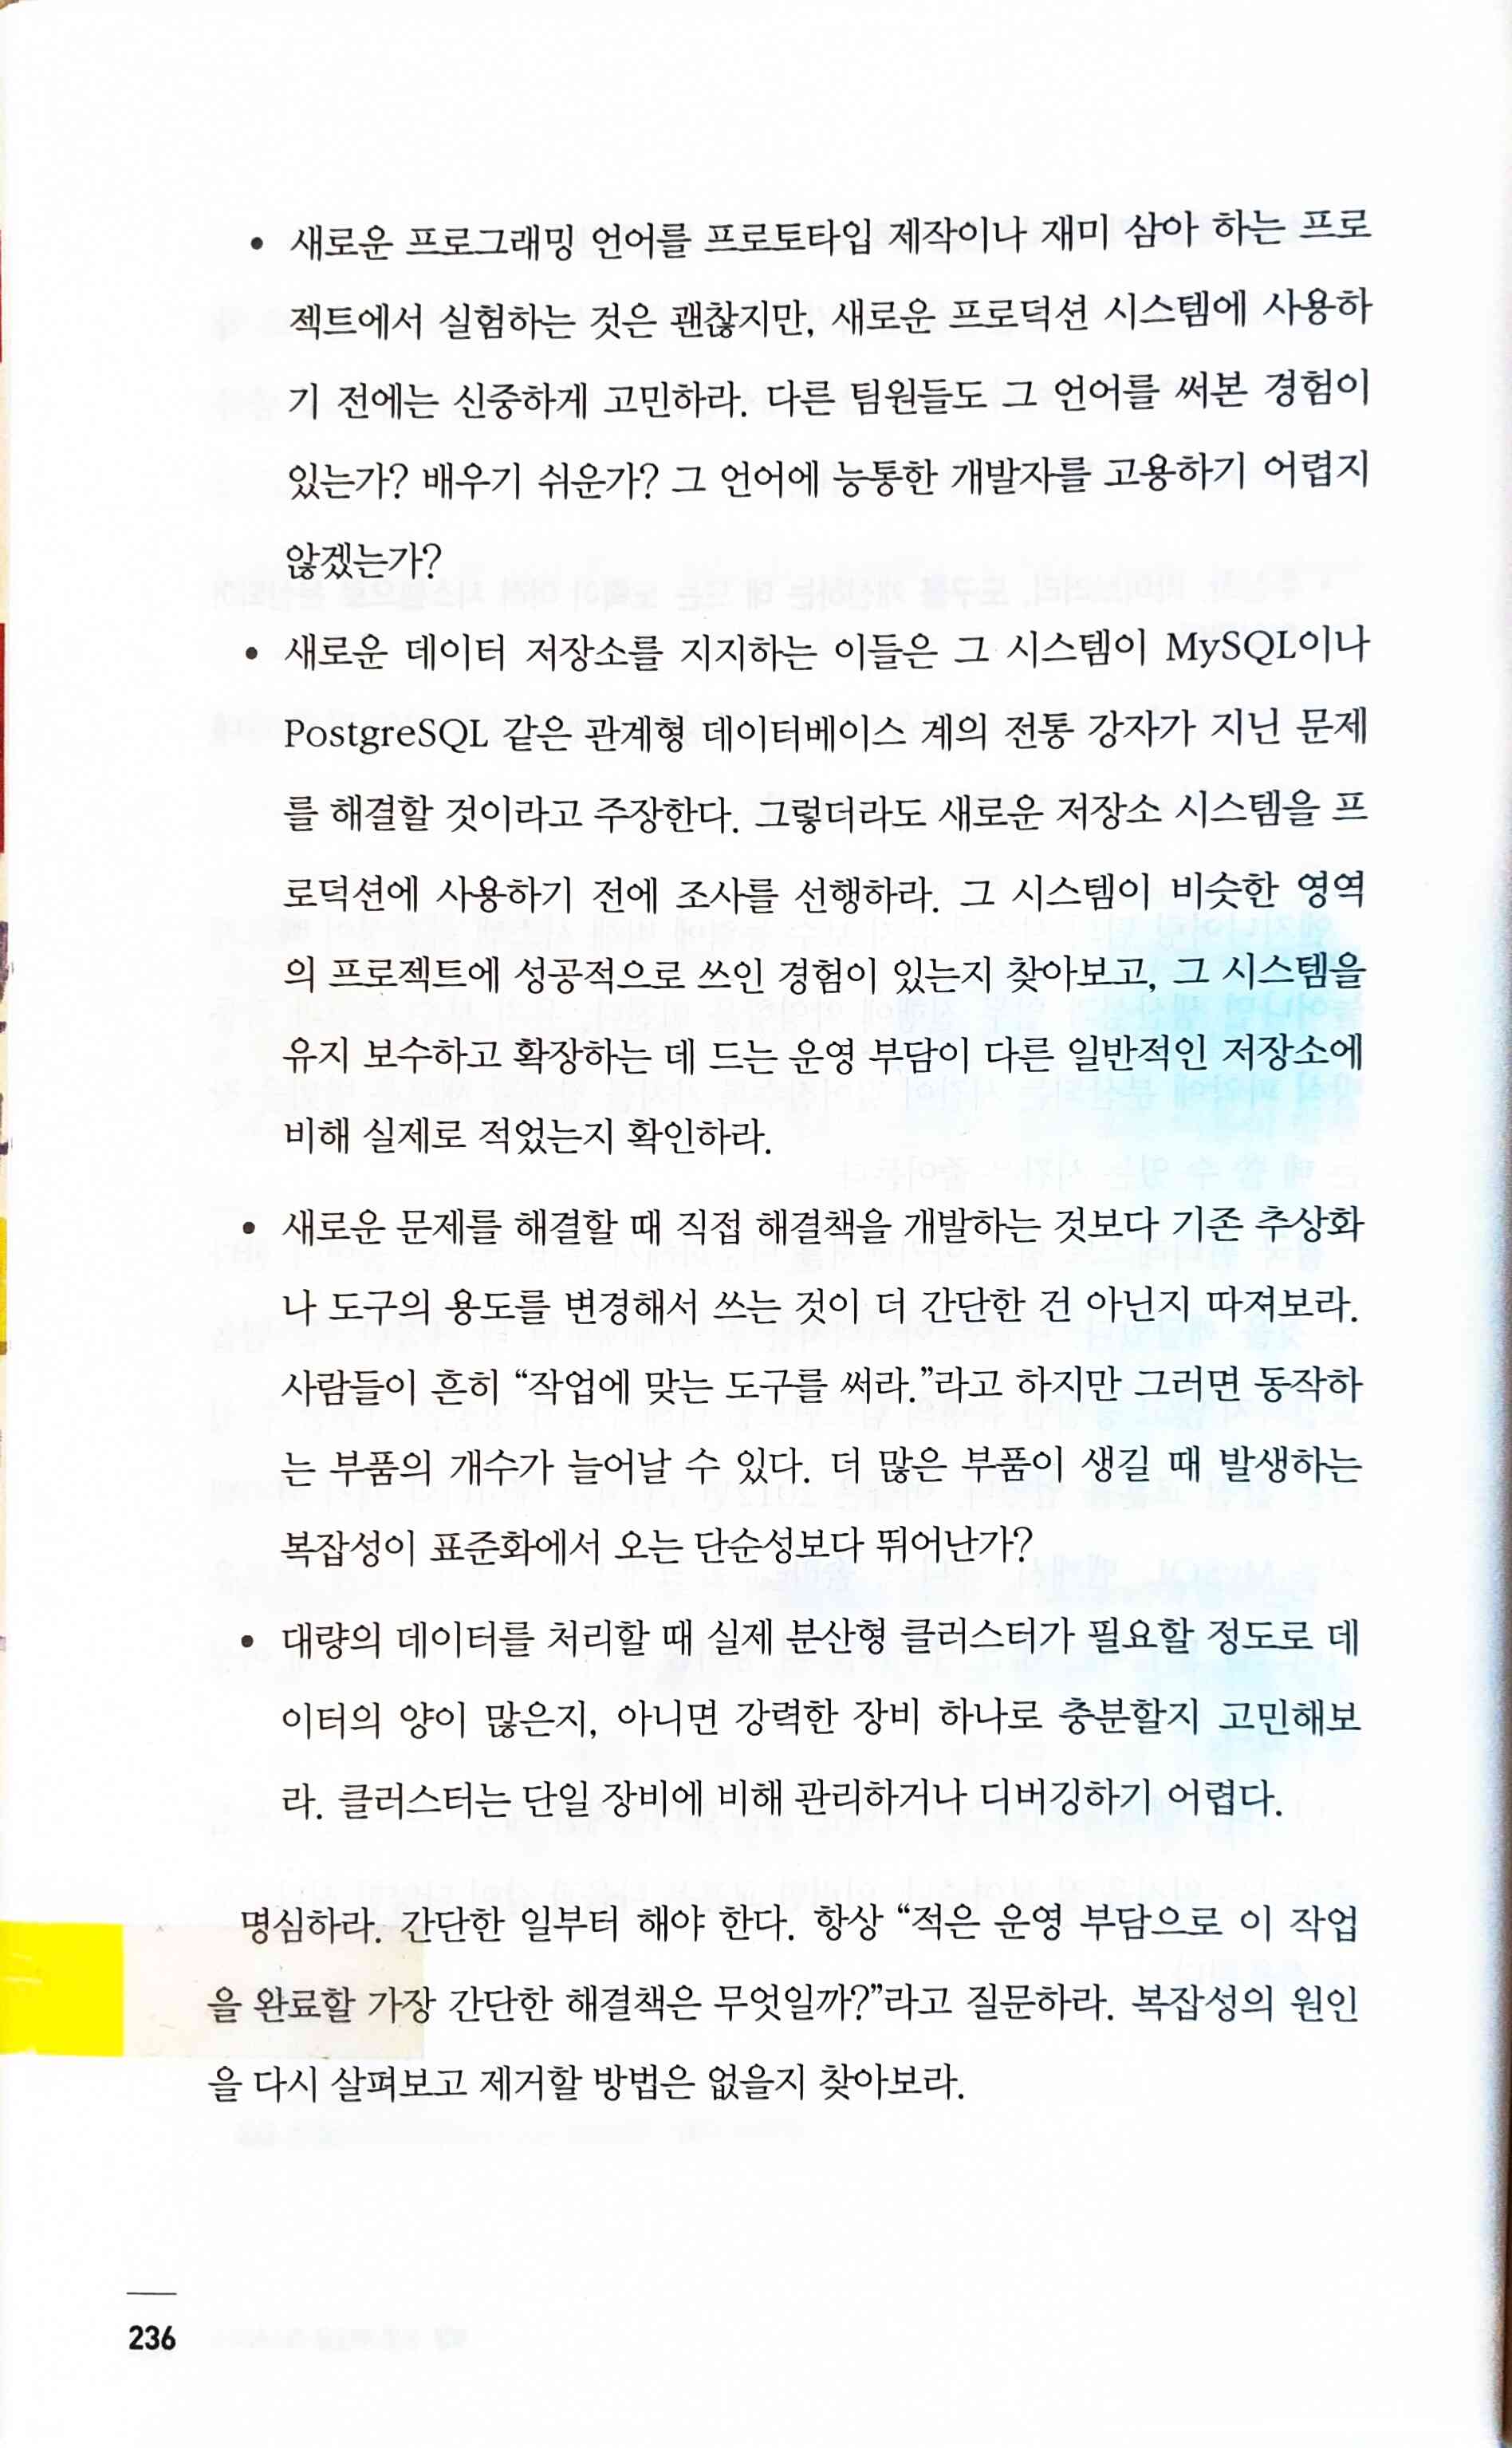 • 새로운 프로그래밍 언어를 프로토타입 제작이나 재미 삼아 하는 프로
젝트에서 실험하는 것은 괜찮지만, 새로운 프로덕션 시스템에 사용하
기 전에는 신중하게 고민하라. 다른 팀원들도 그 언어를 써본 경험이
있는가? 배우기 쉬운가? 그 언어에 능통한 개발자를 고용하기 어렵지
않겠는가?
• 새로운 데이터 저장소를 지지하는 이들은 그 시스템이 MySQL이나
PostgreSQL 같은 관계형 데이터베이스 계의 전통 강자가 지닌 문제
를 해결할 것이라고 주장한다. 그렇더라도 새로운 저장소 시스템을 프
로덕션에 사용하기 전에 조사를 선행하라. 그 시스템이 비슷한 영역
의 프로젝트에 성공적으로 쓰인 경험이 있는지 찾아보고, 그 시스템을
유지 보수하고 확장하는 데 드는 운영 부담이 다른 일반적인 저장소에
비해 실제로 적었는지 확인하라.
• 새로운 문제를 해결할 때 직접 해결책을 개발하는 것보다 기존 추상화
나 도구의 용도를 변경해서 쓰는 것이 더 간단한 건 아닌지 따져보라.
사람들이 흔히 “작업에 맞는 도구를 써라.”라고 하지만 그러면 동작하
는 부품의 개수가 늘어날 수 있다. 더 많은 부품이 생길 때 발생하는
복잡성이 표준화에서 오는 단순성보다 뛰어난가?
• 대량의 데이터를 처리할 때 실제 분산형 클러스터가 필요할 정도로 데
이터의 양이 많은지, 아니면 강력한 장비 하나로 충분할지 고민해보
라. 클러스터는 단일 장비에 비해 관리하거나 디버깅하기 어렵다.
명심하라. 간단한 일부터 해야 한다. 항상 “적은 운영 부담으로 이 작업
을 완료할 가장 간단한 해결책은 무엇일까?”라고 질문하라. 복잡성의 원인
을 다시 살펴보고 제거할 방법은 없을지 찾아보라.
236